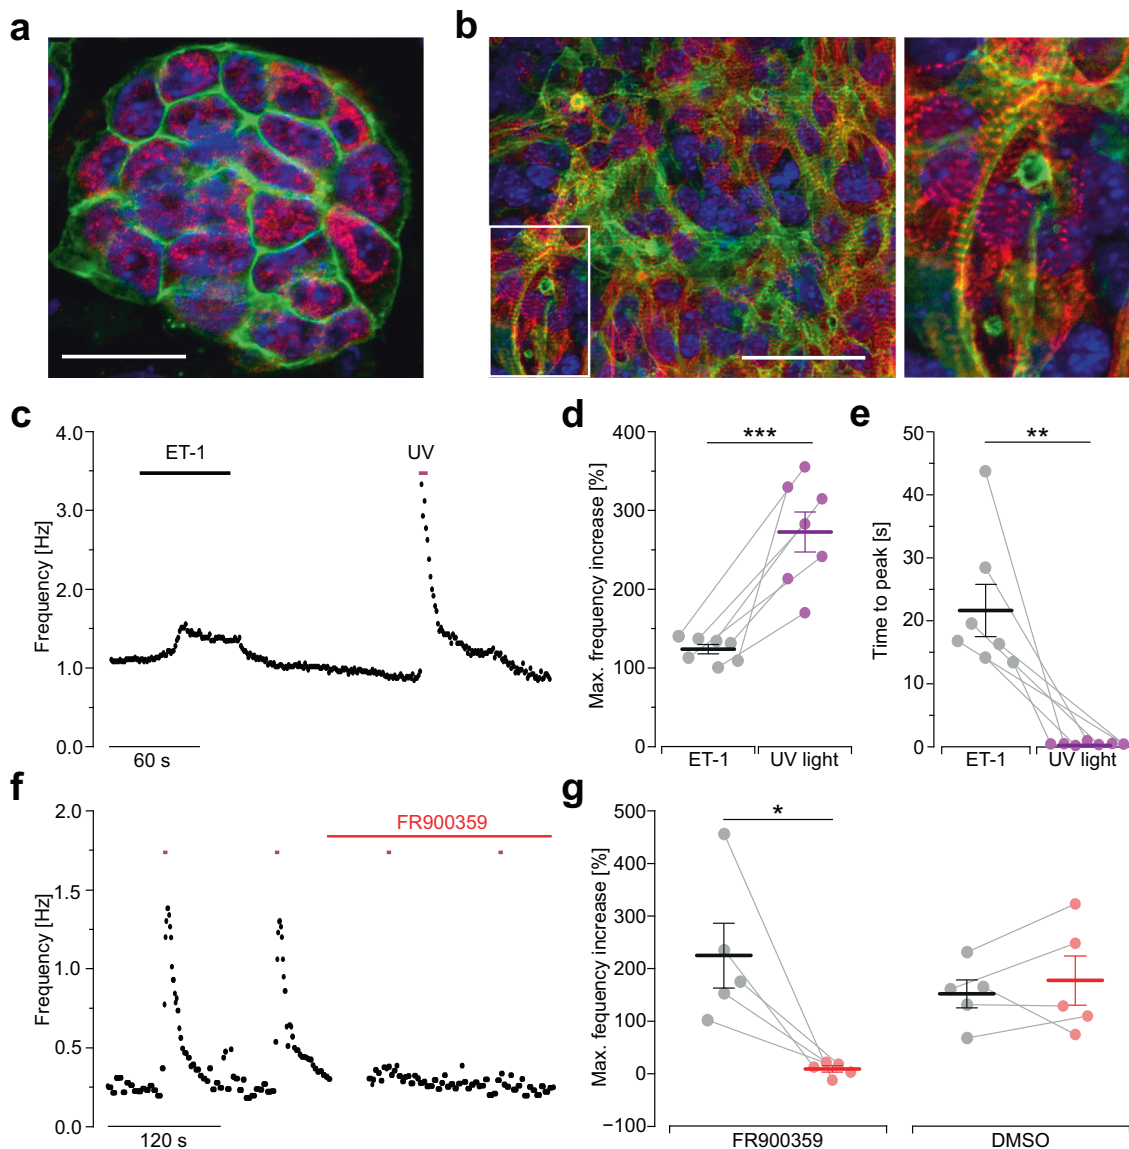 a
b
c
4.0
3.0
2.0
1.0
0.0
Frequency [Hz]
ET-1
UV
60 s
d
400
300
200
100
0
Max. frequency increase [%]
***
ET-1
UV light
e
50
40
30
20
10
0
Time to peak [s]
**
ET-1
UV light
f
2.0
1.5
1.0
0.5
0.0
Frequency [Hz]
FR900359
120 s
g
500
400
300
200
100
0
−100
Max. fequency increase [%]
*
FR900359
DMSO